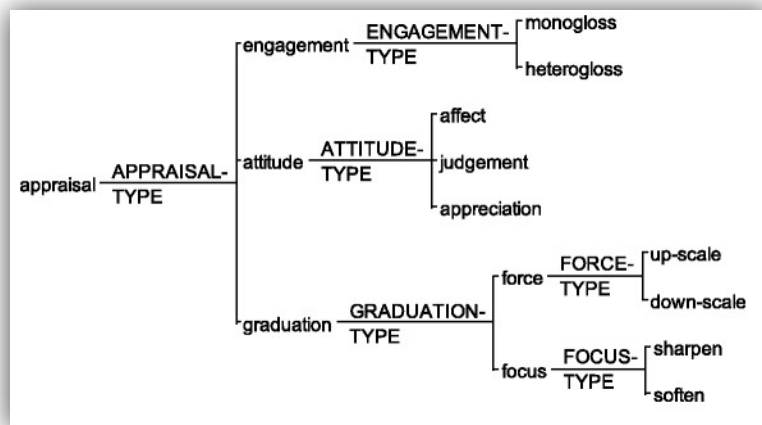 appraisal
APPRAISAL-
TYPE
engagement
ENGAGEMENT-
TYPE
monogloss
heterogloss
attitude
ATTITUDE-
TYPE
affect
judgement
appreciation
graduation
GRADUATION-
TYPE
force
FORCE-
TYPE
up-scale
down-scale
focus
FOCUS-
TYPE
sharpen
soften